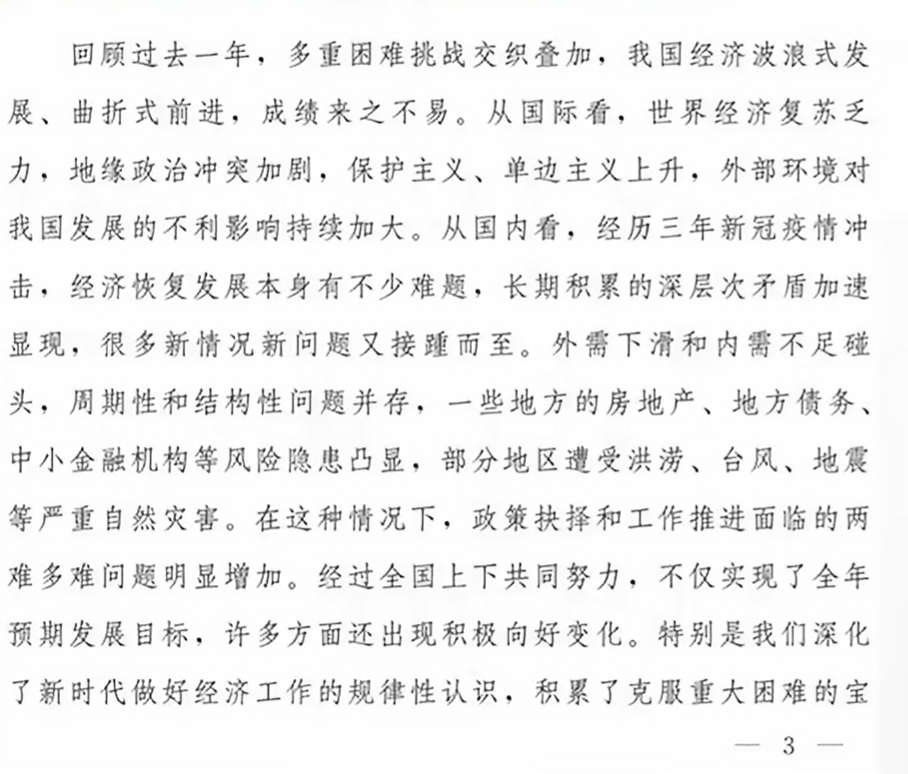 回顾过去一年，多重困难挑战交织叠加，我国经济波浪式发
展、曲折式前进，成绩来之不易。从国际看，世界经济复苏乏
力，地缘政治冲突加剧，保护主义、单边主义上升，外部环境对
我国发展的不利影响持续加大。从国内看，经历三年新冠疫情冲
击，经济恢复发展本身有不少难题，长期积累的深层次矛盾加速
显现，很多新情况新问题又接踵而至。外需下滑和内需不足碰
头，周期性和结构性问题并存，一些地方的房地产、地方债务、
中小金融机构等风险隐患凸显，部分地区遭受洪涝、台风、地震
等严重自然灾害。在这种情况下，政策抉择和工作推进面临的两
难多难问题明显增加。经过全国上下共同努力，不仅实现了全年
预期发展目标，许多方面还出现积极向好变化。特别是我们深化
了新时代做好经济工作的规律性认识，积累了克服重大困难的宝
— 3 —